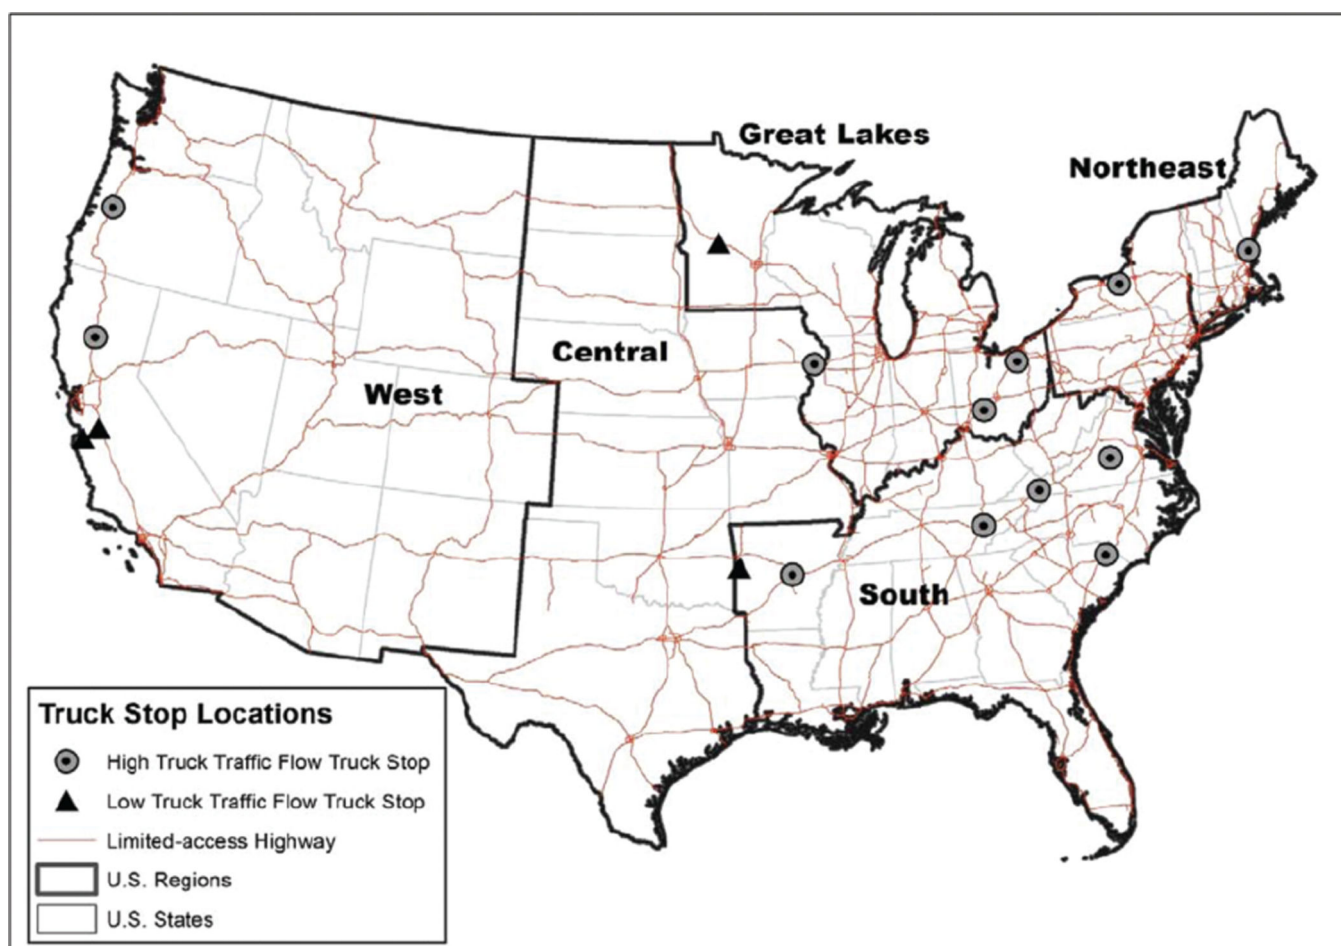 Great Lakes
Northeast
Central
West
South
Truck Stop Locations
High Truck Traffic Flow Truck Stop
Low Truck Traffic Flow Truck Stop
Limited-access Highway
U.S. Regions
U.S. States